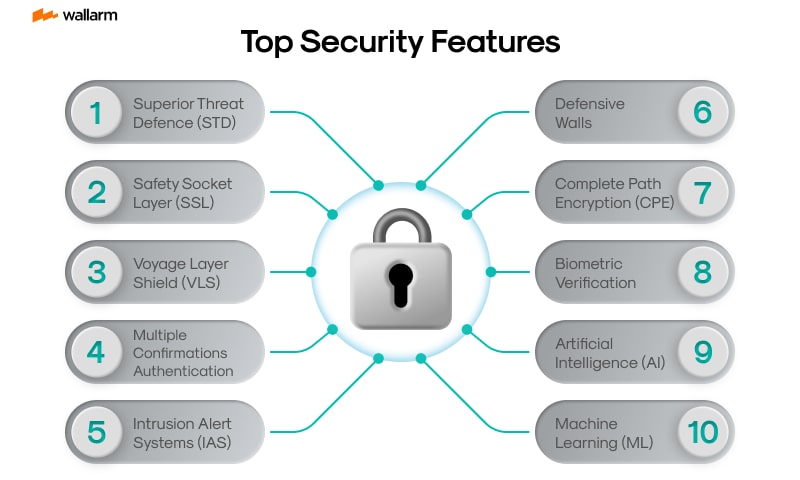 wallarm
Top Security Features
1
Superior Threat
Defence (STD)
2
Safety Socket
Layer (SSL)
3
Voyage Layer
Shield (VLS)
4
Multiple
Confirmations
Authentication
5
Intrusion Alert
Systems (IAS)
Defensive
Walls
6
Complete Path
Encryption (CPE)
7
Biometric
Verification
8
Artificial
Intelligence (AI)
9
Machine
Learning (ML)
10